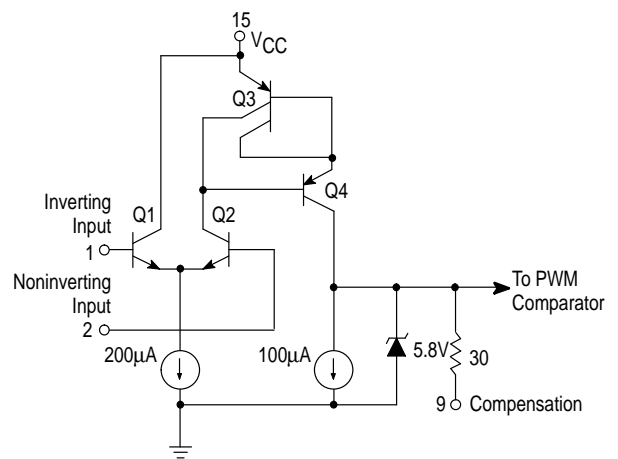 15
VCC
Q3
Q4
Inverting
Input
Q1
Q2
1
Noninverting
Input
2
To PWM
Comparator
200µA
100µA
5.8V
30
9
Compensation